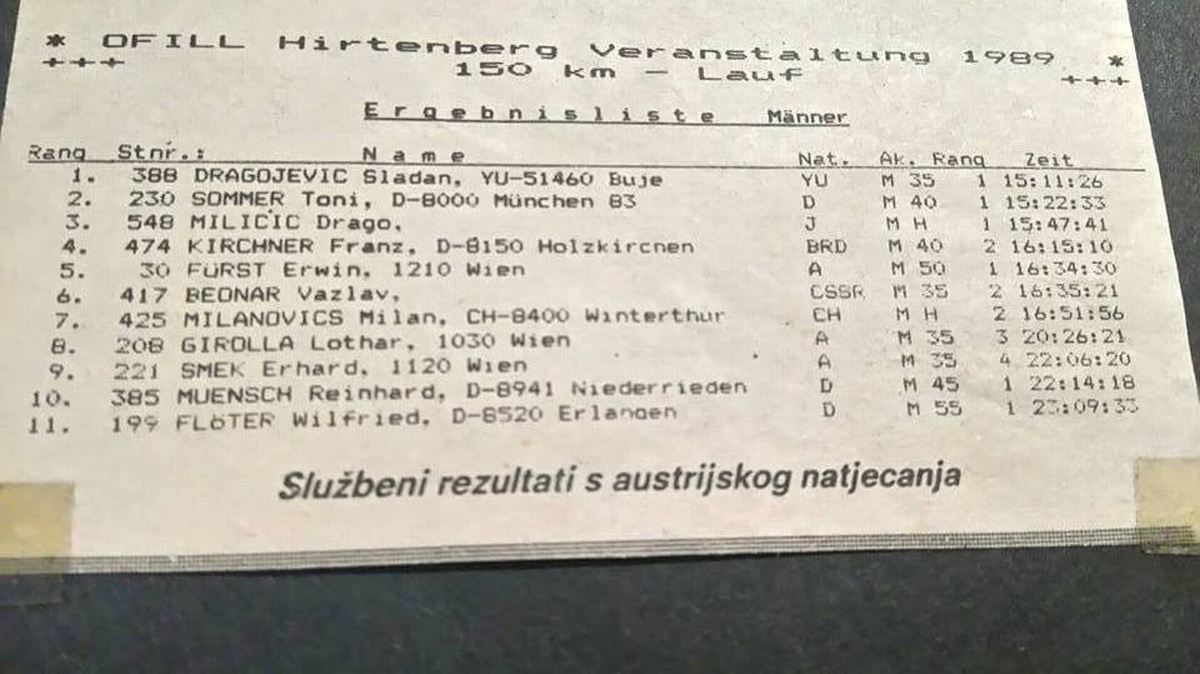 * OFILL Hirtenberg Veranstaltung 1989 *
+++ 150 km - Lauf +++
Ergebnisliste Männer
Rang Stnr.: Name Nat. Ak. Rang Zeit
1. 388 DRAGOJEVIC Sladan, YU-51460 Buje YU M 35 1 15:11:26
2. 230 SOMMER Toni, D-8000 München 83 D M 40 1 15:22:33
3. 548 MILICIC Drago, J M H 1 15:47:41
4. 474 KIRCHNER Franz, D-8150 Holzkirchen BRD M 40 2 16:15:10
5. 30 FüRST Erwin, 1210 Wien A M 50 1 16:34:30
6. 417 BEDNAR Vazlav, CSSR M 35 2 16:35:21
7. 425 MILANOVICS Milan, CH-8400 Winterthur CH M H 2 16:51:56
8. 208 GIROLLA Lothar, 1030 Wien A M 35 3 20:26:21
9. 221 SMEK Erhard, 1120 Wien A M 35 4 22:06:20
10. 385 MUENSCH Reinhard, D-8941 Niederrieden D M 45 1 22:14:18
11. 199 FLöTER Wilfried, D-8520 Erlangen D M 55 1 23:09:33
Službeni rezultati s austrijskog natjecanja